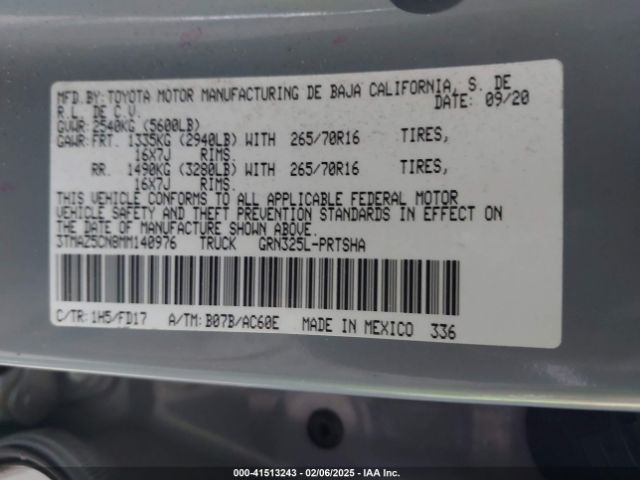 MFD.BY:TOYOTA MOTOR MANUFACTURING DE BAJA CALIFORNIA, S. DE
R.L. DE C.V. DATE: 09/20
GVWR:2540KG (5600LB)
GAWR:FRT. 1335KG (2940LB) WITH 265/70R16 TIRES,
16X7J RIMS.
RR. 1490KG (3280LB) WITH 265/70R16 TIRES,
16X7J RIMS.
THIS VEHICLE CONFORMS TO ALL APPLICABLE FEDERAL MOTOR
VEHICLE SAFETY AND THEFT PREVENTION STANDARDS IN EFFECT ON
THE DATE OF MANUFACTURE SHOWN ABOVE.
3TMAZ5CN8MM140976 TRUCK GRN325L-PRTSHA
C/TR:1H5/FD17 A/TM:B07B/AC60E MADE IN MEXICO 336
000-41513243 - 02/06/2025 - IAA Inc.